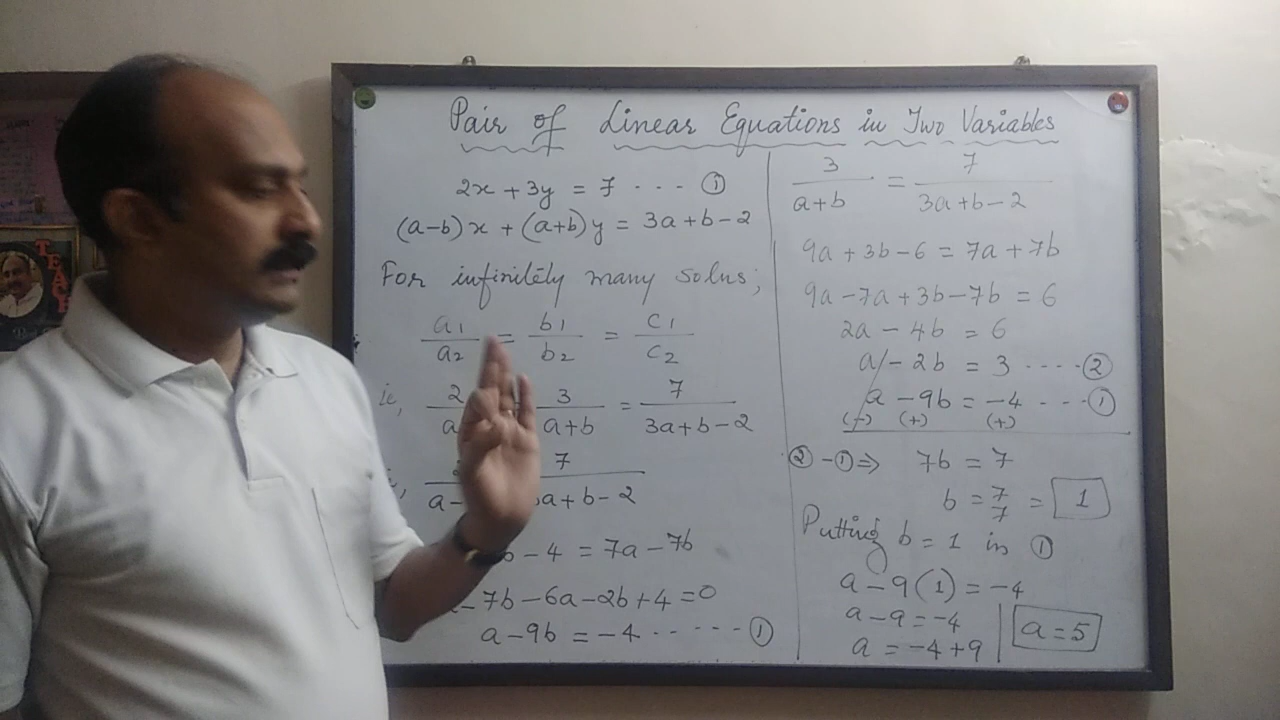 Pair of Linear Equations in Two Variables
2x + 3y = 7 - - - ①
(a-b)x + (a+b)y = 3a+b-2
For infinitely many solns;
a1/a2 = b1/b2 = c1/c2
ie, 2/a 3/a+b = 7/3a+b-2
7/3a+b-2
a-
b - 4 = 7a - 7b
- 7b - 6a - 2b + 4 = 0
a - 9b = -4 - - - - - - ①
3/a+b = 7/3a+b-2
9a + 3b - 6 = 7a + 7b
9a - 7a + 3b - 7b = 6
2a - 4b = 6
a - 2b = 3 - - - - ②
a - 9b = -4 - - - ①
(-) (+) (+)
② - ① ⇒ 7b = 7
b = 7/7 = 1
Putting b = 1 in ①
a - 9(1) = -4
a - 9 = -4
a = -4 + 9
a = 5
TEAC